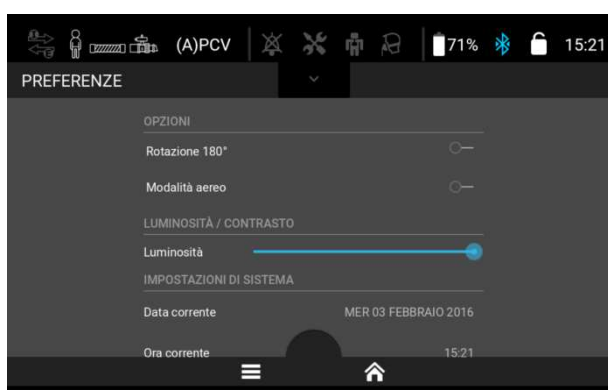 (A)PCV 71% 15:21
PREFERENZE
OPZIONI
Rotazione 180°
Modalità aereo
LUMINOSITÀ / CONTRASTO
Luminosità
IMPOSTAZIONI DI SISTEMA
Data corrente MER 03 FEBBRAIO 2016
Ora corrente 15:21